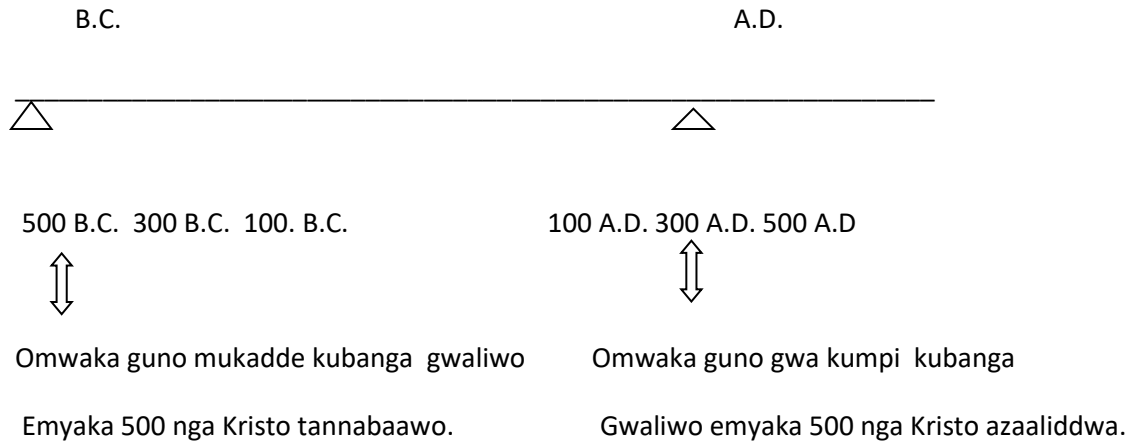 B.C. A.D.
500 B.C. 300 B.C. 100. B.C. 100 A.D. 300 A.D. 500 A.D
Omwaka guno mukadde kubanga gwaliwo Omwaka guno gwa kumpi kubanga
Emyaka 500 nga Kristo tannabaawo. Gwaliwo emyaka 500 nga Kristo azaaliddwa.